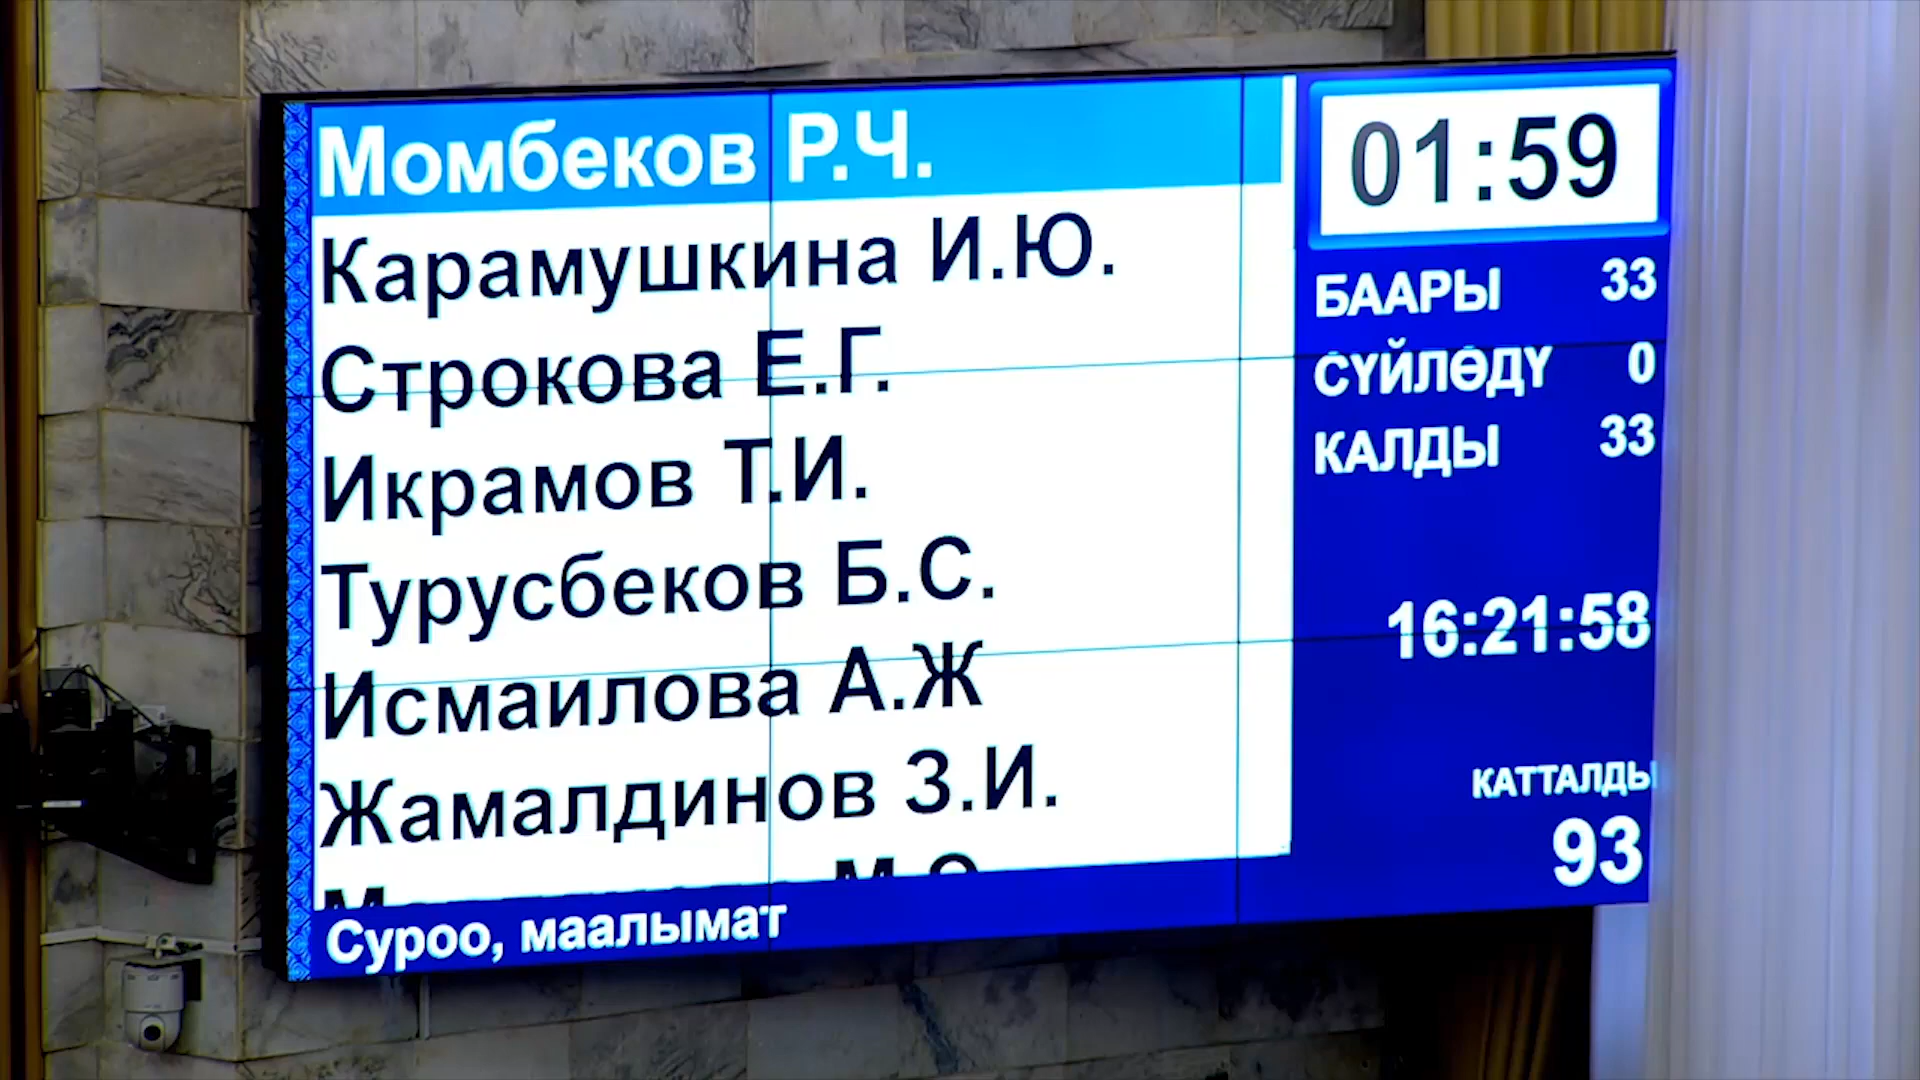 Момбеков Р.Ч.
Карамушкина И.Ю.
Строкова Е.Г.
Икрамов Т.И.
Турусбеков Б.С.
Исмаилова А.Ж
Жамалдинов З.И.
Суроо, маалымат
01:59
БААРЫ 33
СҮЙЛӨДҮ 0
КАЛДЫ 33
16:21:58
КАТТАЛДЫ
93